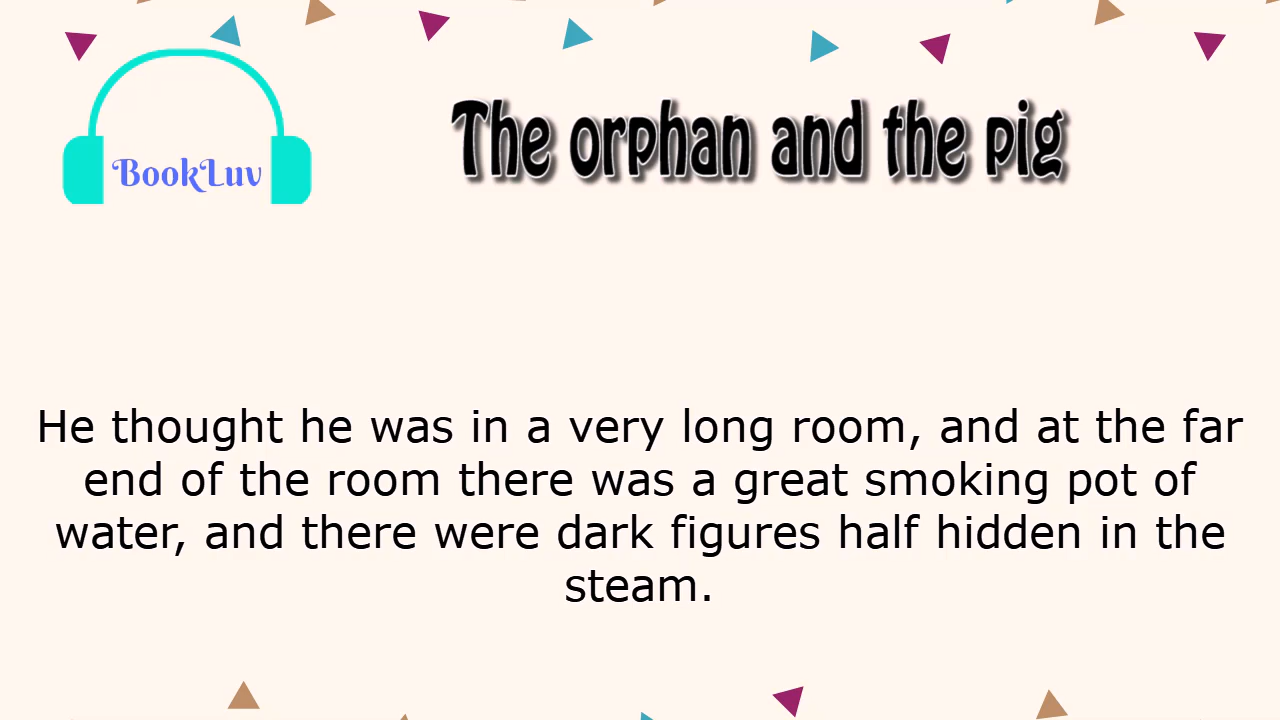 BookLuv
The orphan and the pig
He thought he was in a very long room, and at the far
end of the room there was a great smoking pot of
water, and there were dark figures half hidden in the
steam.